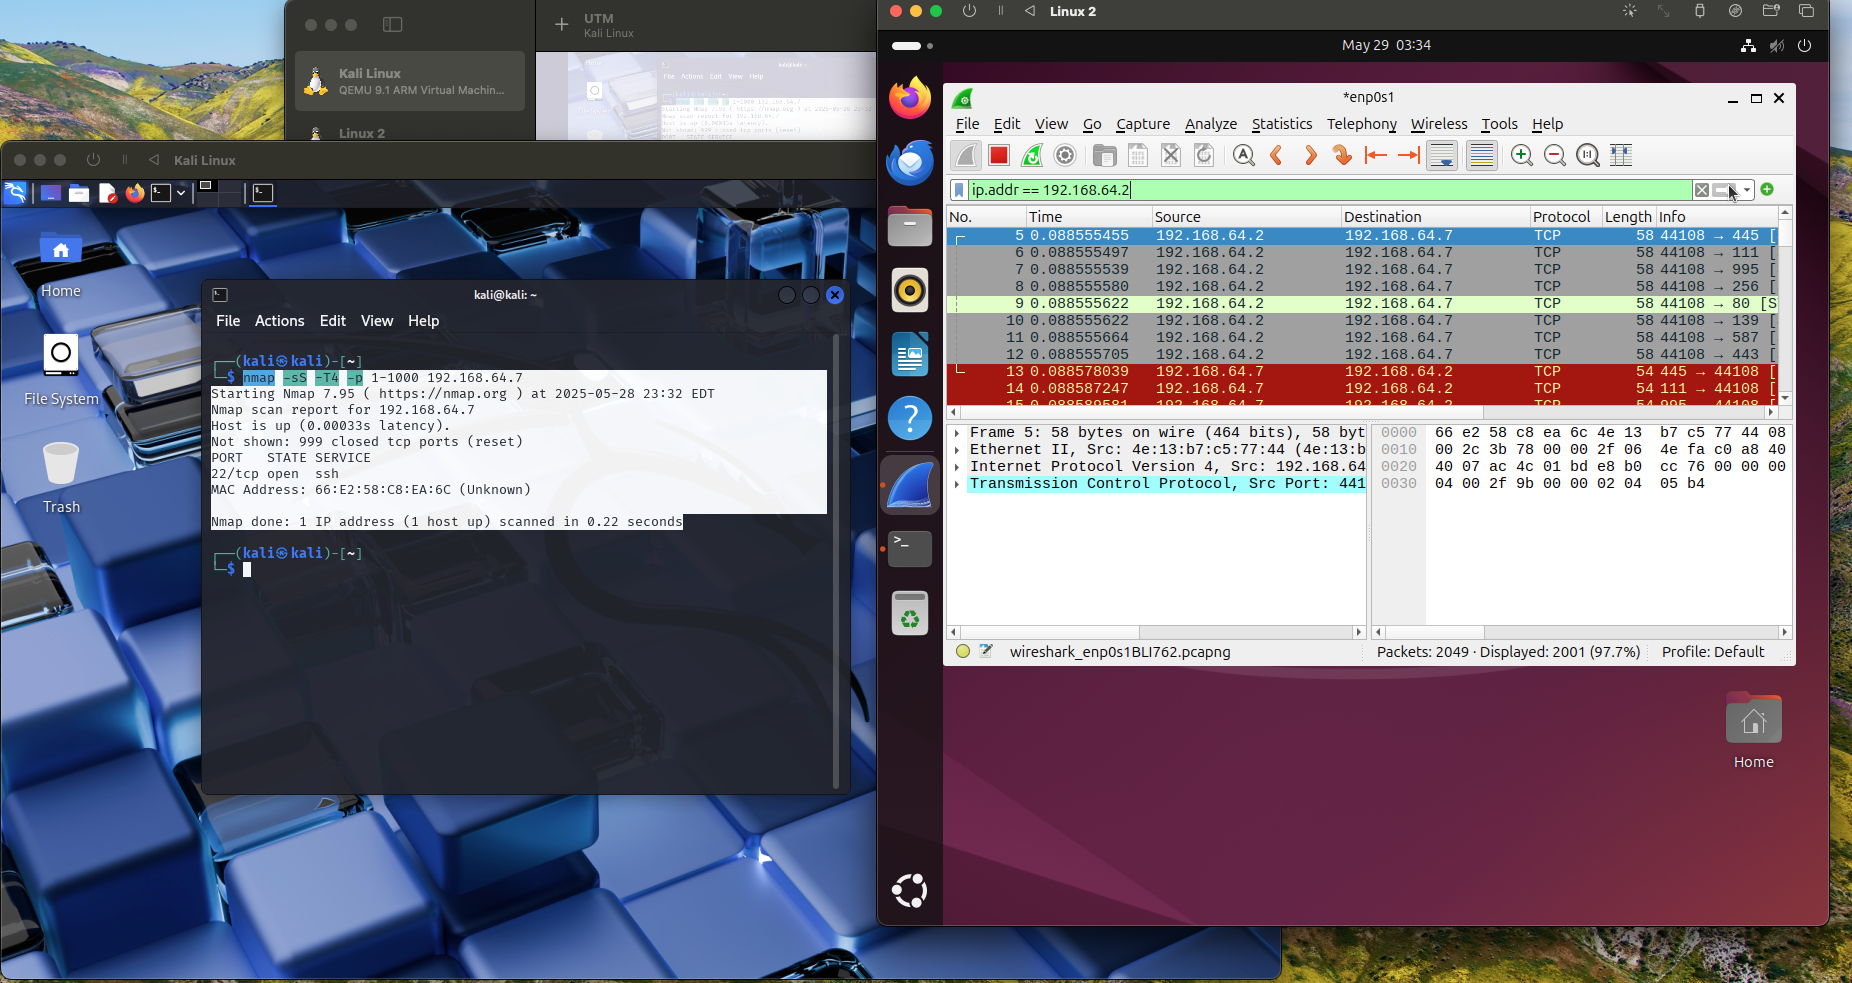 UTM
Kali Linux
Kali Linux
QEMU 9.1 ARM Virtual Machin...
Linux 2
Kali Linux
Home
File System
Trash
kali@kali: ~
File Actions Edit View Help
┌──(kali㉿kali)-[~]
└─$ nmap -sS -T4 -p 1-1000 192.168.64.7
Starting Nmap 7.95 ( https://nmap.org ) at 2025-05-28 23:32 EDT
Nmap scan report for 192.168.64.7
Host is up (0.00033s latency).
Not shown: 999 closed tcp ports (reset)
PORT   STATE SERVICE
22/tcp open  ssh
MAC Address: 66:E2:58:C8:EA:6C (Unknown)
Nmap done: 1 IP address (1 host up) scanned in 0.22 seconds
┌──(kali㉿kali)-[~]
└─$
Linux 2
May 29 03:34
*enp0s1
File Edit View Go Capture Analyze Statistics Telephony Wireless Tools Help
ip.addr == 192.168.64.2
No. Time Source Destination Protocol Length Info
5 0.088555455 192.168.64.2 192.168.64.7 TCP 58 44108 → 445 [
6 0.088555497 192.168.64.2 192.168.64.7 TCP 58 44108 → 111 [
7 0.088555539 192.168.64.2 192.168.64.7 TCP 58 44108 → 995 [
8 0.088555580 192.168.64.2 192.168.64.7 TCP 58 44108 → 256 [
9 0.088555622 192.168.64.2 192.168.64.7 TCP 58 44108 → 80 [S
10 0.088555622 192.168.64.2 192.168.64.7 TCP 58 44108 → 139 [
11 0.088555664 192.168.64.2 192.168.64.7 TCP 58 44108 → 587 [
12 0.088555705 192.168.64.2 192.168.64.7 TCP 58 44108 → 443 [
13 0.088578039 192.168.64.7 192.168.64.2 TCP 54 445 → 44108 [
14 0.088587247 192.168.64.7 192.168.64.2 TCP 54 111 → 44108 [
15 0.088589581 192.168.64.7 192.168.64.2 TCP 54 995 → 44108 [
Frame 5: 58 bytes on wire (464 bits), 58 byt
Ethernet II, Src: 4e:13:b7:c5:77:44 (4e:13:b
Internet Protocol Version 4, Src: 192.168.64
Transmission Control Protocol, Src Port: 441
0000 66 e2 58 c8 ea 6c 4e 13 b7 c5 77 44 08
0010 00 2c 3b 78 00 00 2f 06 4e fa c0 a8 40
0020 40 07 ac 4c 01 bd e8 b0 cc 76 00 00 00
0030 04 00 2f 9b 00 00 02 04 05 b4
wireshark_enp0s1BLI762.pcapng
Packets: 2049 · Displayed: 2001 (97.7%)
Profile: Default
Home